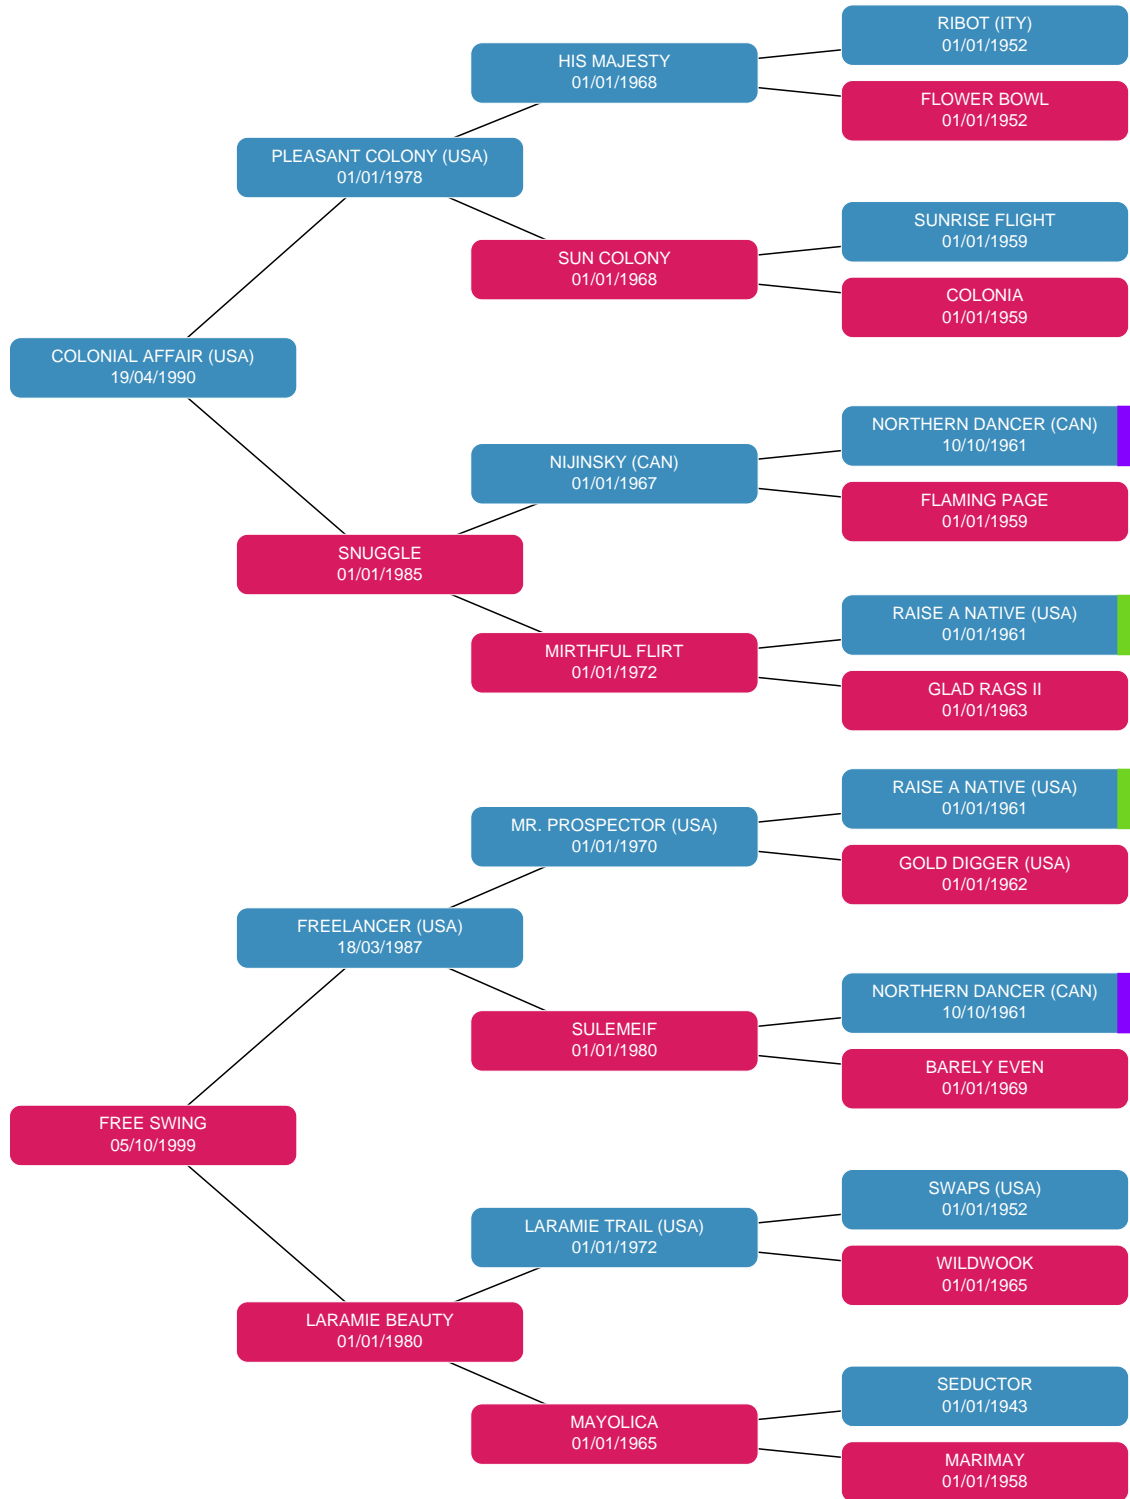 RIBOT (ITY)
01/01/1952
HIS MAJESTY
01/01/1968
FLOWER BOWL
01/01/1952
PLEASANT COLONY (USA)
01/01/1978
SUNRISE FLIGHT
01/01/1959
SUN COLONY
01/01/1968
COLONIA
01/01/1959
COLONIAL AFFAIR (USA)
19/04/1990
NORTHERN DANCER (CAN)
10/10/1961
NIJINSKY (CAN)
01/01/1967
FLAMING PAGE
01/01/1959
SNUGGLE
01/01/1985
RAISE A NATIVE (USA)
01/01/1961
MIRTHFUL FLIRT
01/01/1972
GLAD RAGS II
01/01/1963
RAISE A NATIVE (USA)
01/01/1961
MR. PROSPECTOR (USA)
01/01/1970
GOLD DIGGER (USA)
01/01/1962
FREELANCER (USA)
18/03/1987
NORTHERN DANCER (CAN)
10/10/1961
SULEMEIF
01/01/1980
BARELY EVEN
01/01/1969
FREE SWING
05/10/1999
SWAPS (USA)
01/01/1952
LARAMIE TRAIL (USA)
01/01/1972
WILDWOOK
01/01/1965
LARAMIE BEAUTY
01/01/1980
SEDUCTOR
01/01/1943
MAYOLICA
01/01/1965
MARIMAY
01/01/1958